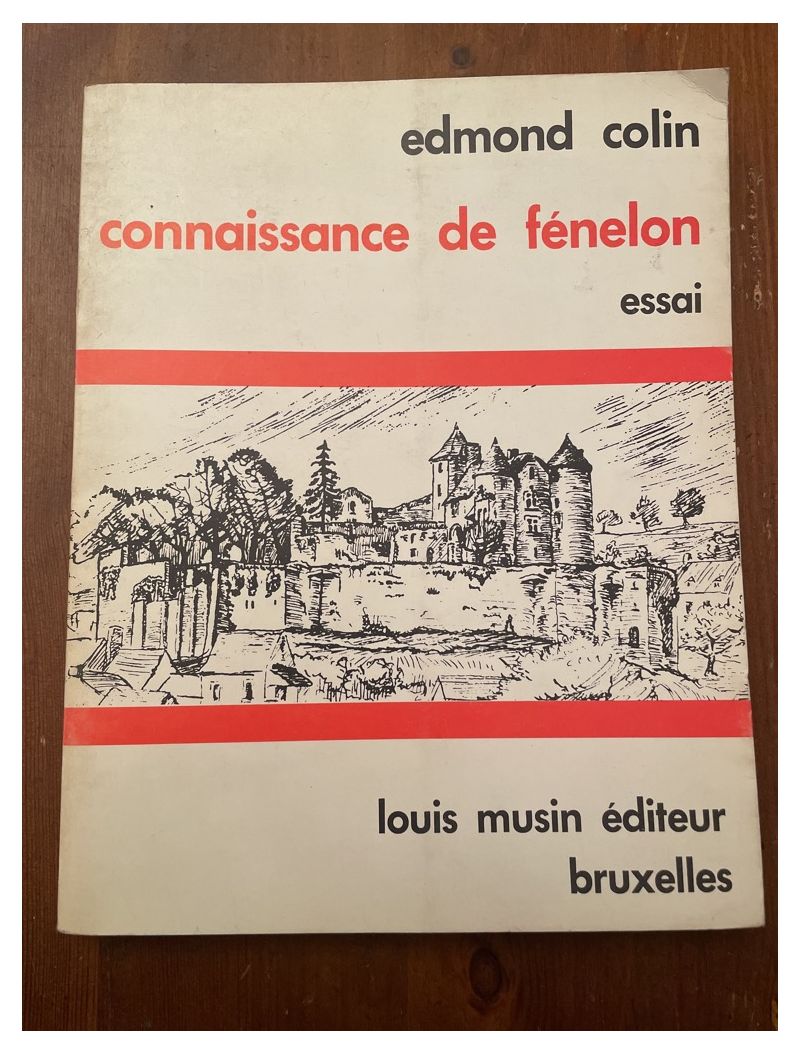 edmond colin
connaissance de fénelon
essai
louis musin éditeur
bruxelles